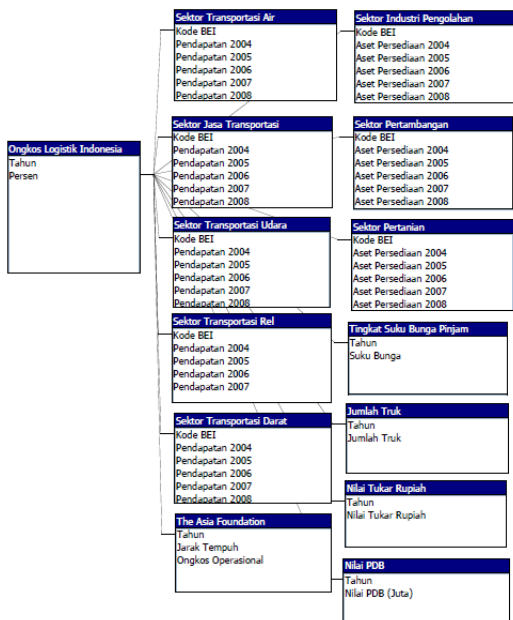 Ongkos Logistik Indonesia
Tahun
Persen
Sektor Transportasi Air
Kode BEI
Pendapatan 2004
Pendapatan 2005
Pendapatan 2006
Pendapatan 2007
Pendapatan 2008
Sektor Jasa Transportasi
Kode BEI
Pendapatan 2004
Pendapatan 2005
Pendapatan 2006
Pendapatan 2007
Pendapatan 2008
Sektor Transportasi Udara
Kode BEI
Pendapatan 2004
Pendapatan 2005
Pendapatan 2006
Pendapatan 2007
Pendapatan 2008
Sektor Transportasi Rel
Kode BEI
Pendapatan 2004
Pendapatan 2005
Pendapatan 2006
Pendapatan 2007
Sektor Transportasi Darat
Kode BEI
Pendapatan 2004
Pendapatan 2005
Pendapatan 2006
Pendapatan 2007
Pendapatan 2008
The Asia Foundation
Tahun
Jarak Tempuh
Ongkos Operasional
Sektor Industri Pengolahan
Kode BEI
Aset Persediaan 2004
Aset Persediaan 2005
Aset Persediaan 2006
Aset Persediaan 2007
Aset Persediaan 2008
Sektor Pertambangan
Kode BEI
Aset Persediaan 2004
Aset Persediaan 2005
Aset Persediaan 2006
Aset Persediaan 2007
Aset Persediaan 2008
Sektor Pertanian
Kode BEI
Aset Persediaan 2004
Aset Persediaan 2005
Aset Persediaan 2006
Aset Persediaan 2007
Aset Persediaan 2008
Tingkat Suku Bunga Pinjam
Tahun
Suku Bunga
Jumlah Truk
Tahun
Jumlah Truk
Nilai Tukar Rupiah
Tahun
Nilai Tukar Rupiah
Nilai PDB
Tahun
Nilai PDB (Juta)